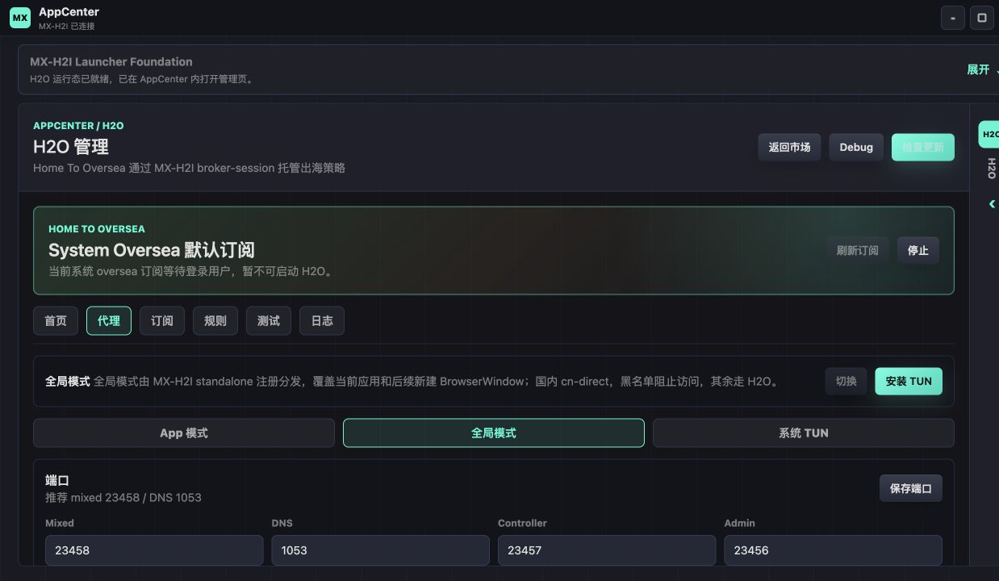 MX
AppCenter
MX-H2I 已连接
MX-H2I Launcher Foundation
H2O 运行态已就绪，已在 AppCenter 内打开管理页。
展开
APPCENTER / H2O
H2O 管理
Home To Oversea 通过 MX-H2I broker-session 托管出海策略
返回市场
Debug
检查更新
H2O
H2O
HOME TO OVERSEA
System Oversea 默认订阅
当前系统 oversea 订阅等待登录用户，暂不可启动 H2O。
刷新订阅
停止
首页
代理
订阅
规则
测试
日志
全局模式 全局模式由 MX-H2I standalone 注册分发，覆盖当前应用和后续新建 BrowserWindow；国内 cn-direct，黑名单阻止访问，其余走 H2O。
切换
安装 TUN
App 模式
全局模式
系统 TUN
端口
推荐 mixed 23458 / DNS 1053
保存端口
Mixed
DNS
Controller
Admin
23458
1053
23457
23456